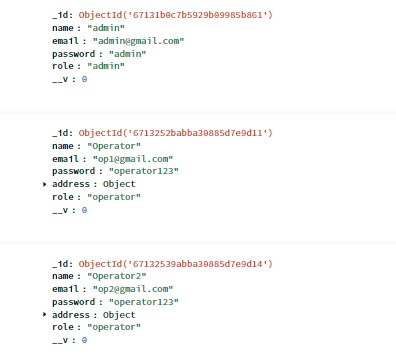 _id: ObjectId('67131b0c7b5929b09985b861')
name : "admin"
email : "admin@gmail.com"
password : "admin"
role : "admin"
__v : 0
_id: ObjectId('6713252babba30885d7e9d11')
name : "Operator"
email : "op1@gmail.com"
password : "operator123"
address : Object
role : "operator"
__v : 0
_id: ObjectId('67132539abba30885d7e9d14')
name : "Operator2"
email : "op2@gmail.com"
password : "operator123"
address : Object
role : "operator"
__v : 0